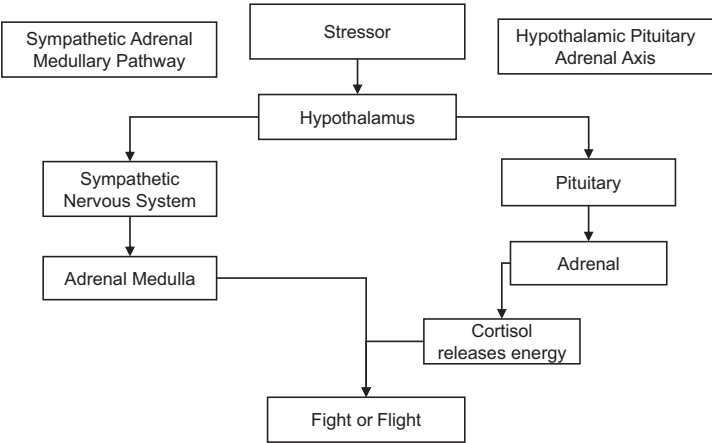 Sympathetic Adrenal
Medullary Pathway
Stressor
Hypothalamic Pituitary
Adrenal Axis
Hypothalamus
Sympathetic
Nervous System
Pituitary
Adrenal Medulla
Adrenal
Cortisol
releases energy
Fight or Flight